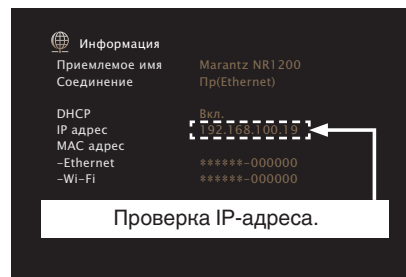 Информация
Приемлемое имя Marantz NR1200
Соединение Пр(Ethernet)
DHCP Вкл.
IP адрес 192.168.100.19
MAC адрес
-Ethernet ******-000000
-Wi-Fi ******-000000
Проверка IP-адреса.